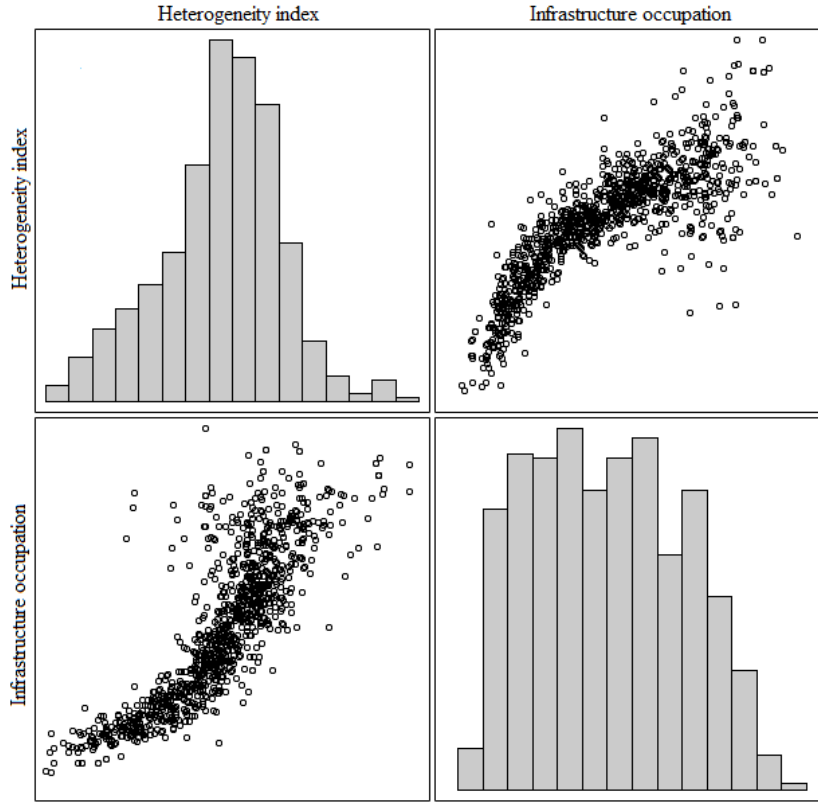 Heterogeneity index
Infrastructure occupation
Heterogeneity index
Infrastructure occupation